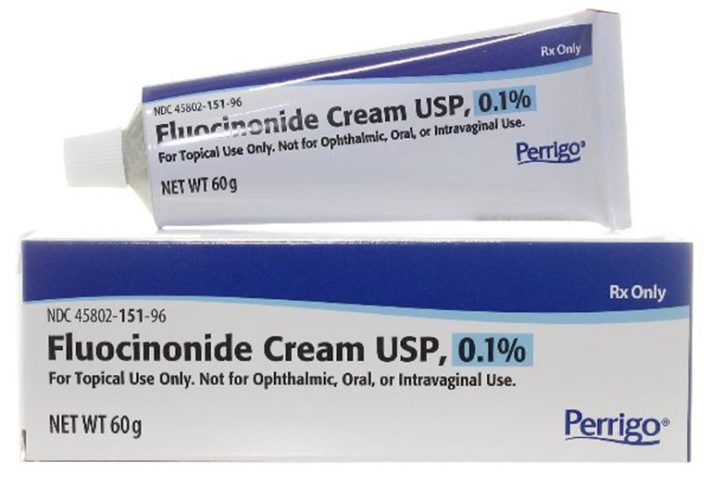 Rx Only
NDC 45802-151-96
Fluocinonide Cream USP, 0.1%
For Topical Use Only. Not for Ophthalmic, Oral, or Intravaginal Use.
Perrigo®
NET WT 60g
Rx Only
NDC 45802-151-96
Fluocinonide Cream USP, 0.1%
For Topical Use Only. Not for Ophthalmic, Oral, or Intravaginal Use.
NET WT 60g
Perrigo®